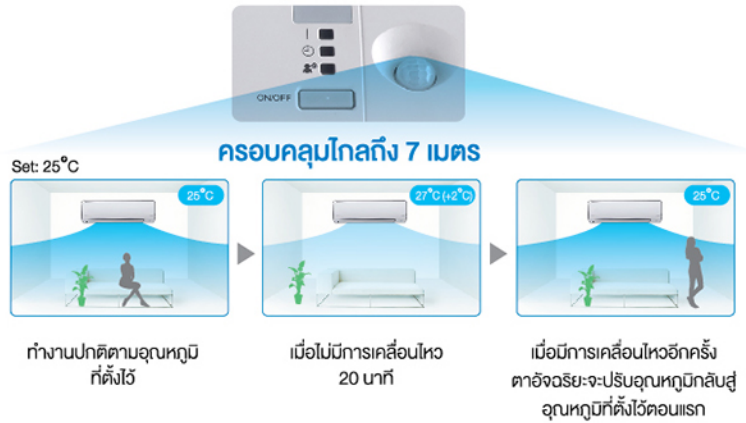 ON/OFF
ครอบคลุมไกลถึง 7 เมตร
Set: 25°C
25°C
27°C (+2°C)
25°C
ทำงานปกติตามอุณหภูมิ
ที่ตั้งไว้
เมื่อไม่มีการเคลื่อนไหว
20 นาที
เมื่อมีการเคลื่อนไหวอีกครั้ง
ตาอัจฉริยะจะปรับอุณหภูมิกลับสู่
อุณหภูมิที่ตั้งไว้ตอนแรก